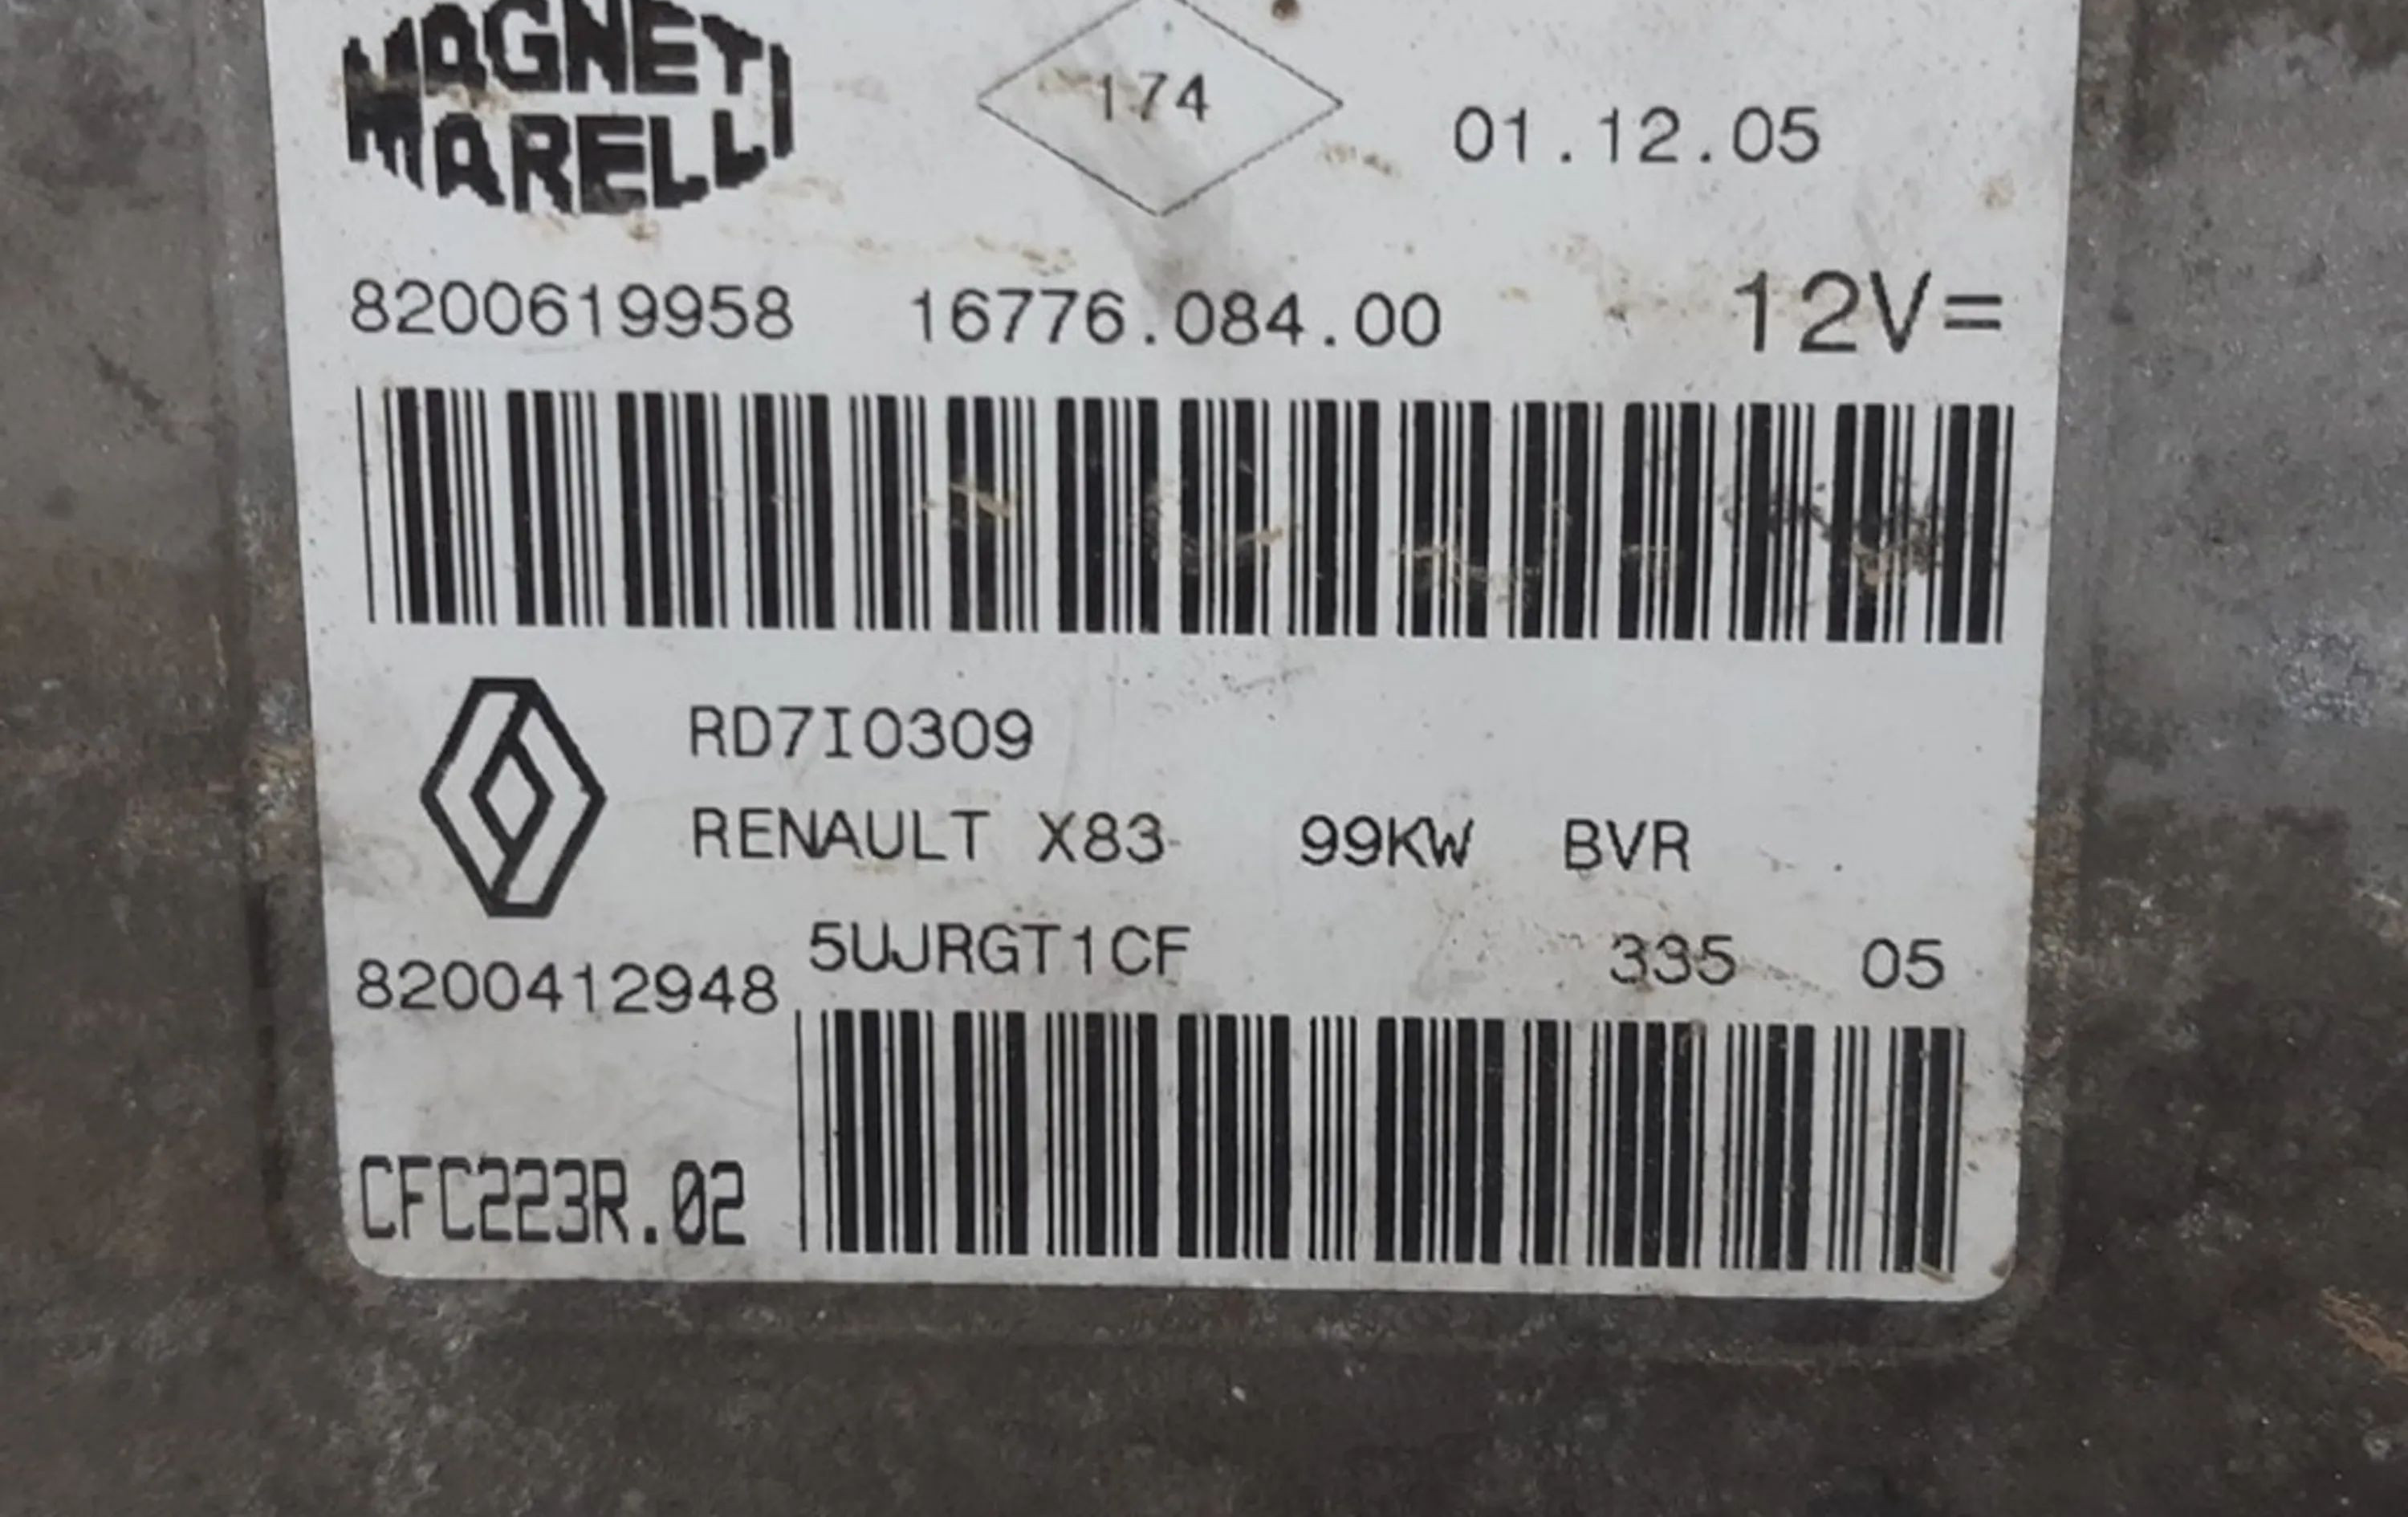 MAGNETI
MARELLI
174
01.12.05
8200619958 16776.084.00 12V=
RD7I0309
RENAULT X83 99KW BVR
5UJRGT1CF 335 05
8200412948
CFC223R.02